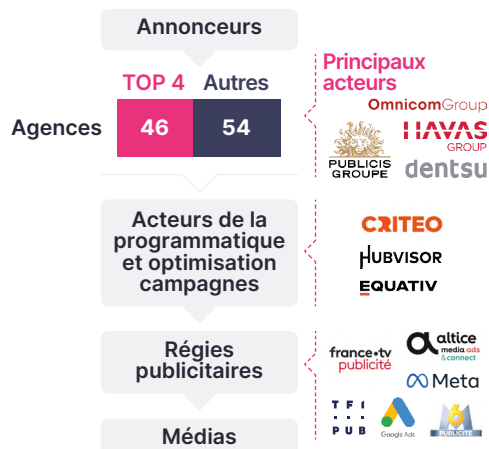 Annonceurs
Principaux
acteurs
TOP 4 Autres
Agences 46 54
OmnicomGroup
PUBLICIS
GROUPE
HAVAS
GROUP
dentsu
Acteurs de la
programmatique
et optimisation
campagnes
CRITEO
HUBVISOR
EQUATIV
Régies
publicitaires
france•tv
publicité
altice
media ads
& connect
Meta
TF1
PUB
Google Ads
M6
PUBLICITÉ
Médias